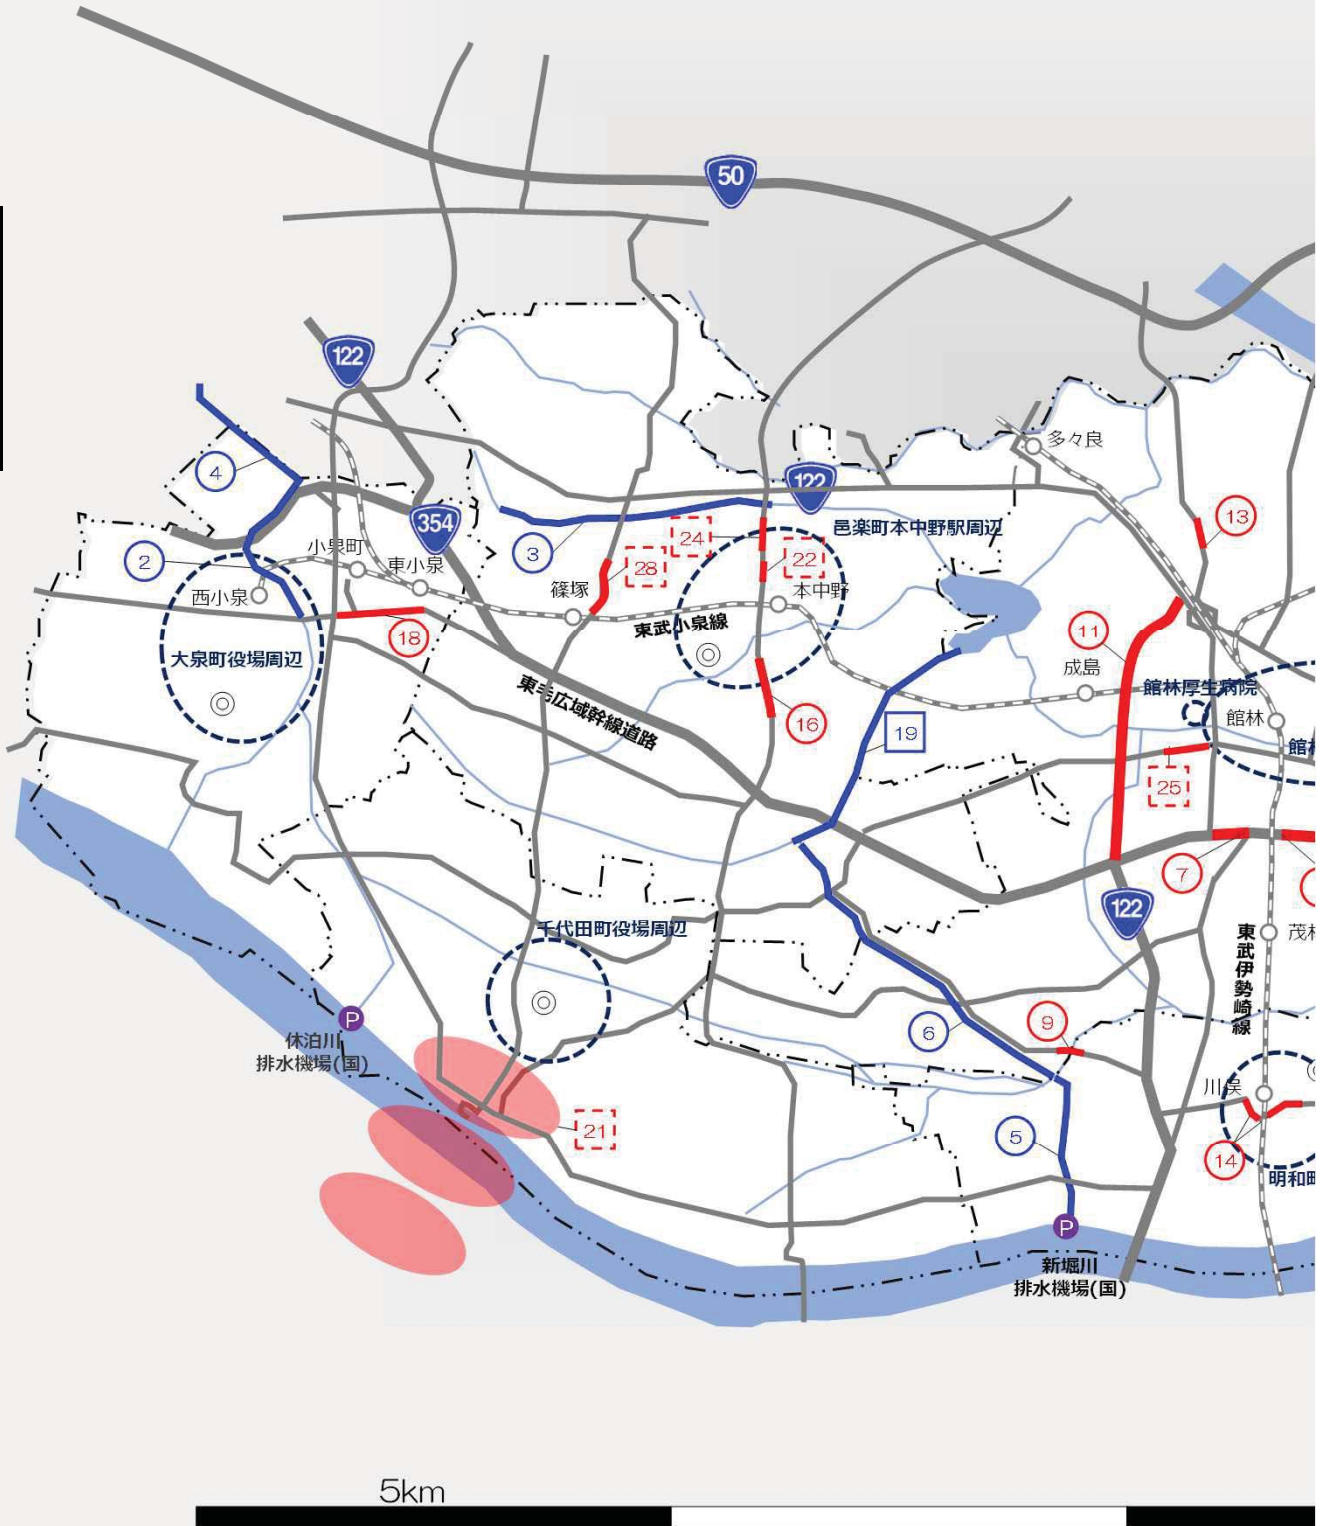 50
122
多々良
4
122
354
邑楽町本中野駅周辺
13
24
3
小泉町
2
東小泉
28
22
篠塚
本中野
西小泉
東武小泉線
18
11
大泉町役場周辺
成島
館林厚生病院
東毛広域幹線道路
16
館林
19
館
25
7
122
千代田町役場周辺
東武伊勢崎線
茂
休泊川
排水機場(国)
6
9
川俣
21
5
14
明和
新堀川
排水機場(国)
P
P
5km